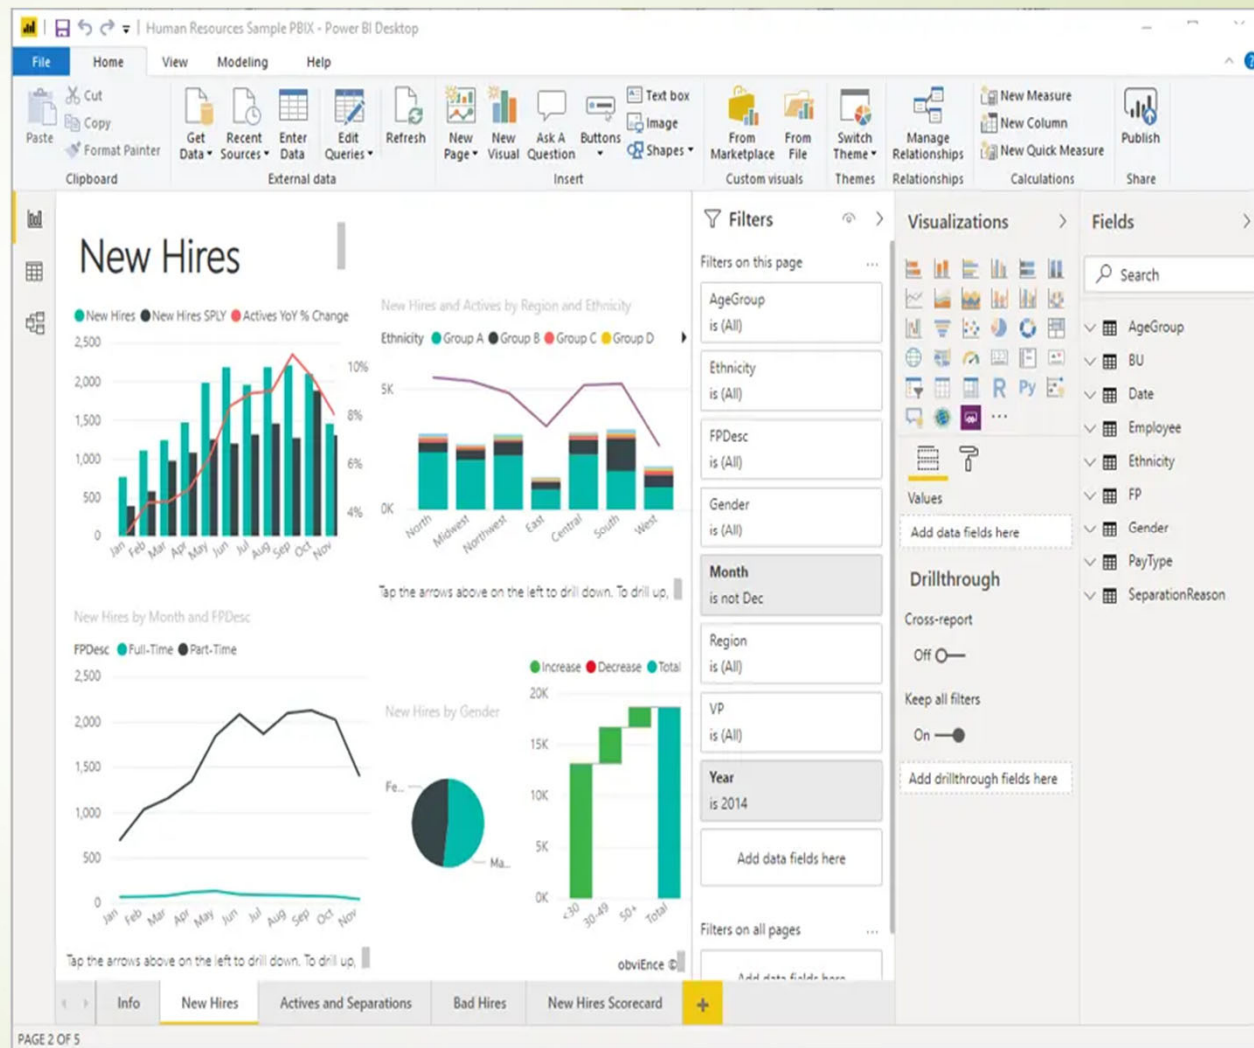 Human Resources Sample PBIX - Power BI Desktop
File Home View Modeling Help
Paste
Cut
Copy
Format Painter
Clipboard
Get Data
Recent Sources
Enter Data
Edit Queries
Refresh
External data
New Page
New Visual
Ask A Question
Buttons
Text box
Image
Shapes
Insert
From Marketplace
From File
Custom visuals
Switch Theme
Themes
Manage Relationships
Relationships
New Measure
New Column
New Quick Measure
Calculations
Publish
Share
New Hires
New Hires New Hires SPLY Actives YoY % Change
2,500
2,000
1,500
1,000
500
0
10%
8%
6%
4%
Jan Feb Mar Apr May Jun Jul Aug Sep Oct Nov
New Hires and Actives by Region and Ethnicity
Ethnicity Group A Group B Group C Group D
5K
0K
North Midwest Northwest East Central South West
Tap the arrows above on the left to drill down. To drill up,
New Hires by Month and FPDesc
FPDesc Full-Time Part-Time
2,500
2,000
1,500
1,000
500
0
Jan Feb Mar Apr May Jun Jul Aug Sep Oct Nov
Tap the arrows above on the left to drill down. To drill up,
New Hires by Gender
Fe...
Ma...
Increase Decrease Total
20K
15K
10K
5K
0K
<30 30-49 50+ Total
obviEnce ©
Filters
Filters on this page ...
AgeGroup
is (All)
Ethnicity
is (All)
FPDesc
is (All)
Gender
is (All)
Month
is not Dec
Region
is (All)
VP
is (All)
Year
is 2014
Add data fields here
Filters on all pages ...
Add data fields here
Visualizations
R Py
...
Values
Add data fields here
Drillthrough
Cross-report
Off
Keep all filters
On
Add drillthrough fields here
Fields
Search
AgeGroup
BU
Date
Employee
Ethnicity
FP
Gender
PayType
SeparationReason
Info New Hires Actives and Separations Bad Hires New Hires Scorecard +
PAGE 2 OF 5